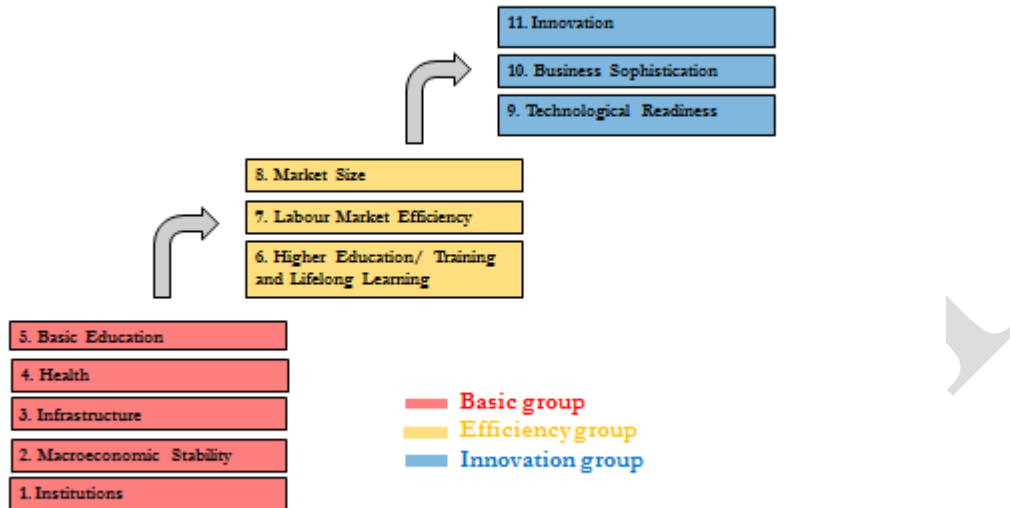 11. Innovation
10. Business Sophistication
9. Technological Readiness
8. Market Size
7. Labour Market Efficiency
6. Higher Education/ Training
and Lifelong Learning
5. Basic Education
4. Health
3. Infrastructure
2. Macroeconomic Stability
1. Institutions
Basic group
Efficiency group
Innovation group